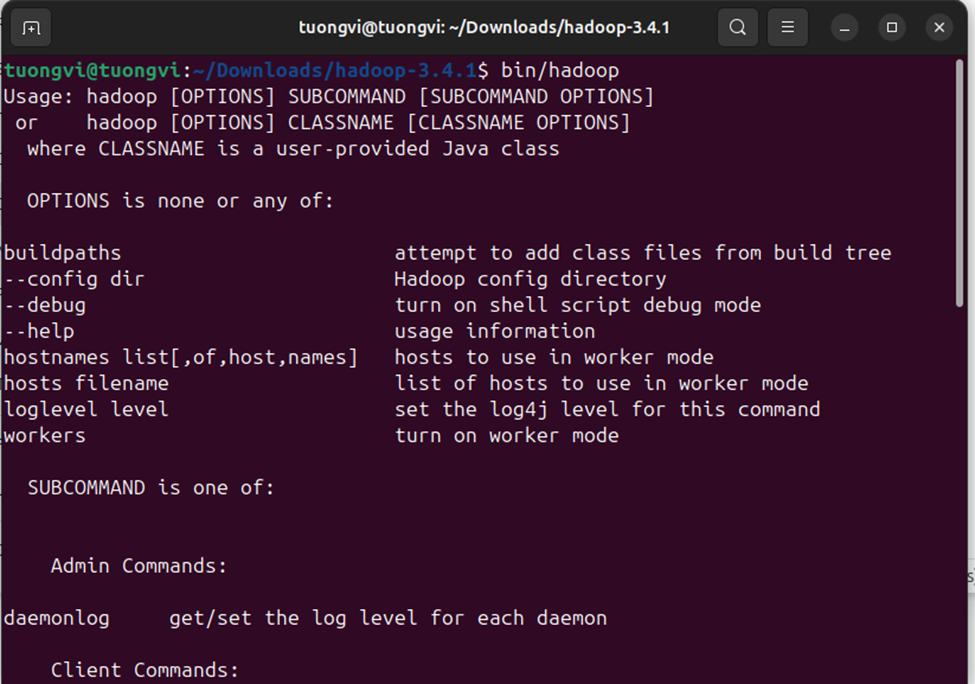 tuongvi@tuongvi: ~/Downloads/hadoop-3.4.1
tuongvi@tuongvi:~/Downloads/hadoop-3.4.1$ bin/hadoop
Usage: hadoop [OPTIONS] SUBCOMMAND [SUBCOMMAND OPTIONS]
or hadoop [OPTIONS] CLASSNAME [CLASSNAME OPTIONS]
where CLASSNAME is a user-provided Java class
OPTIONS is none or any of:
buildpaths attempt to add class files from build tree
--config dir Hadoop config directory
--debug turn on shell script debug mode
--help usage information
hostnames list[,of,host,names] hosts to use in worker mode
hosts filename list of hosts to use in worker mode
loglevel level set the log4j level for this command
workers turn on worker mode
SUBCOMMAND is one of:
Admin Commands:
daemonlog get/set the log level for each daemon
Client Commands: